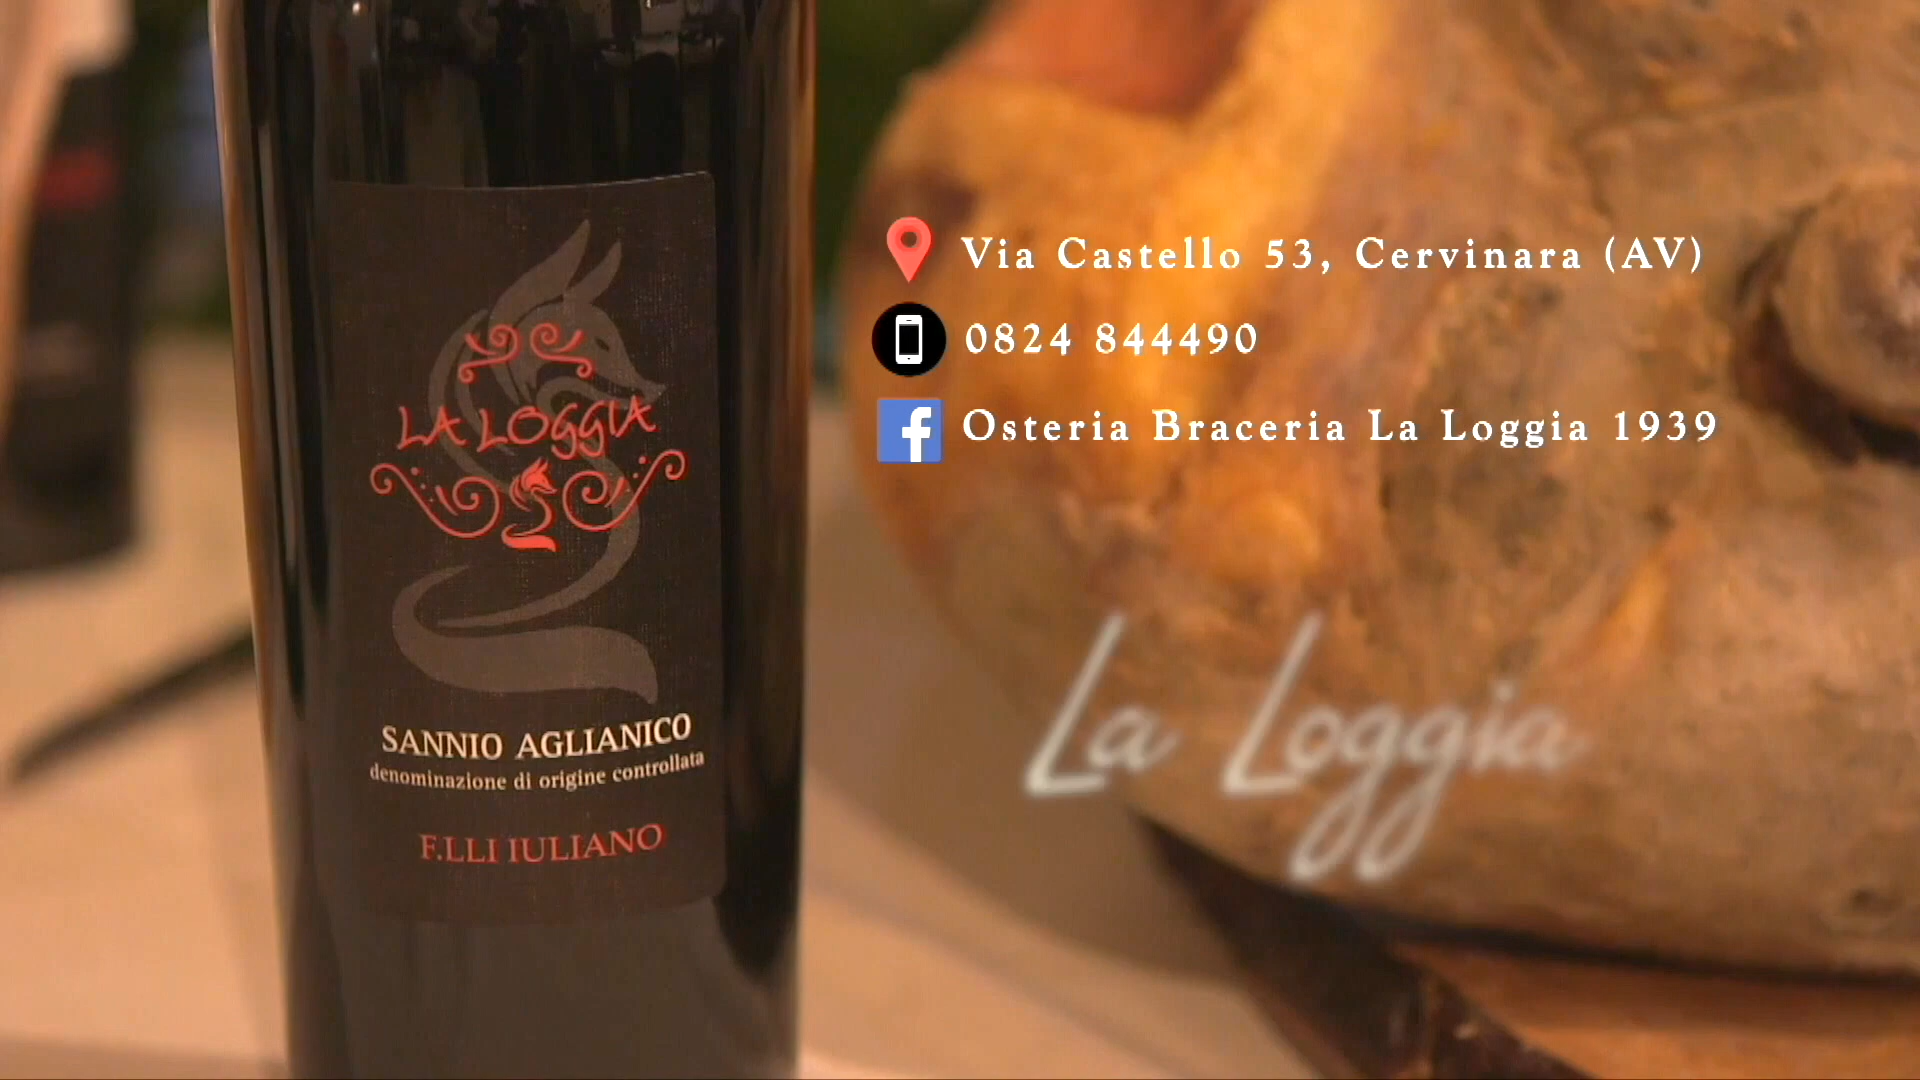 LA LOGGIA
SANNIO AGLIANICO
denominazione di origine controllata
F.LLI IULIANO
Via Castello 53, Cervinara (AV)
0824 844490
f
Osteria Braceria La Loggia 1939
La Loggia